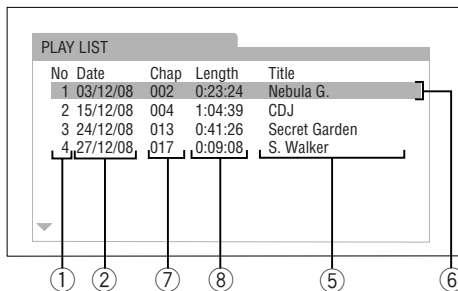 PLAY LIST
No Date Chap Length Title
1 03/12/08 002 0:23:24 Nebula G.
2 15/12/08 004 1:04:39 CDJ
3 24/12/08 013 0:41:26 Secret Garden
4 27/12/08 017 0:09:08 S. Walker
① ② ⑦ ⑧ ⑤ ⑥